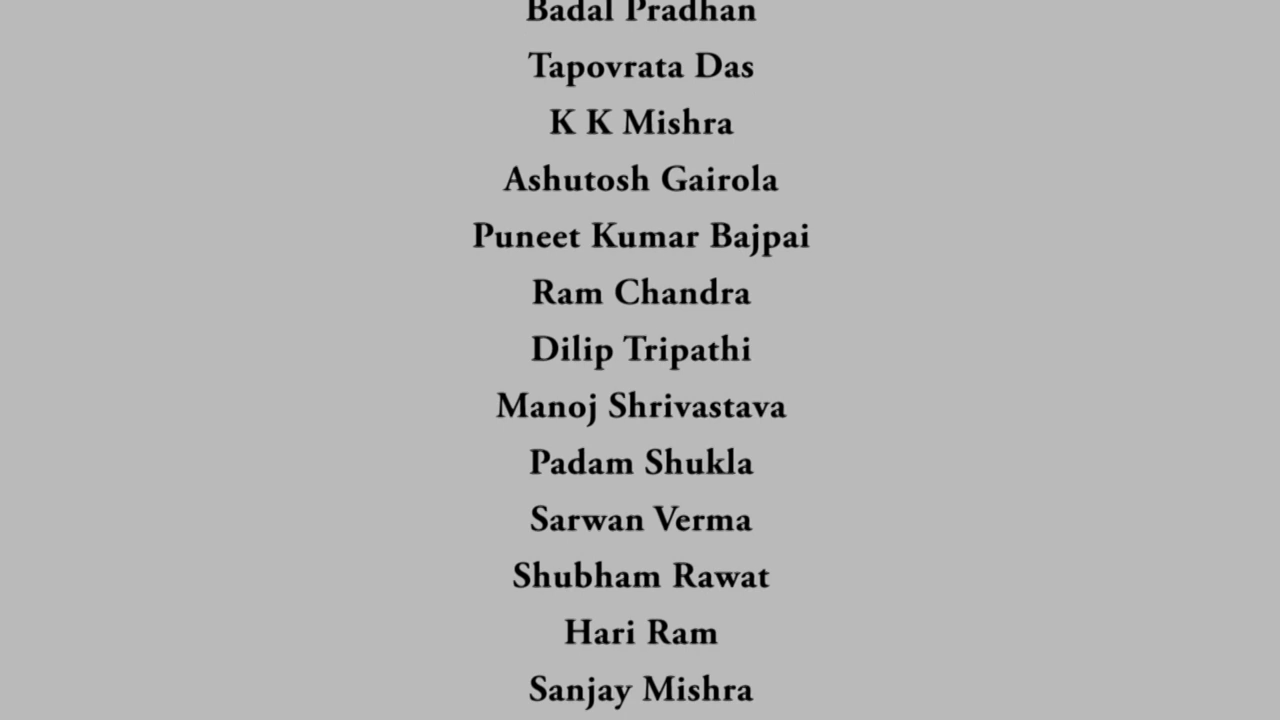 Badal Pradhan
Tapovrata Das
K K Mishra
Ashutosh Gairola
Puneet Kumar Bajpai
Ram Chandra
Dilip Tripathi
Manoj Shrivastava
Padam Shukla
Sarwan Verma
Shubham Rawat
Hari Ram
Sanjay Mishra